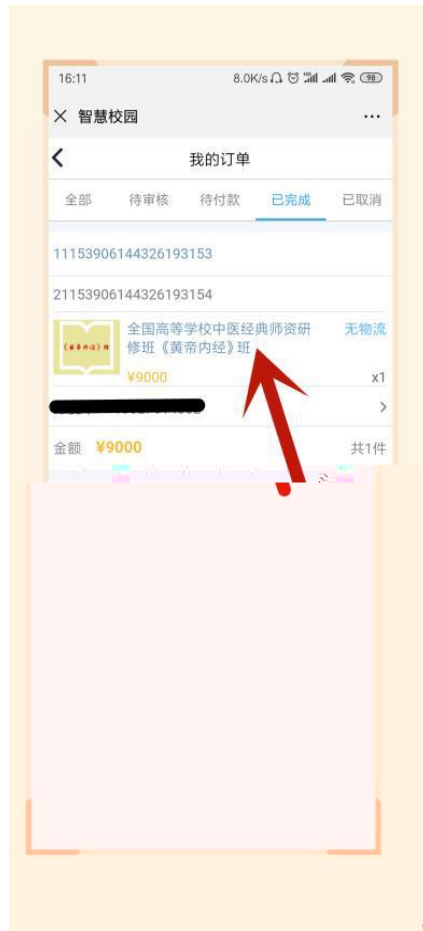 16:11
8.0K/s
98
智慧校园
我的订单
全部 待审核 待付款 已完成 已取消
11153906144326193153
21153906144326193154
全国高等学校中医经典师资研 无物流
修班《黄帝内经》班
¥9000
x1
金额 ¥9000 共1件